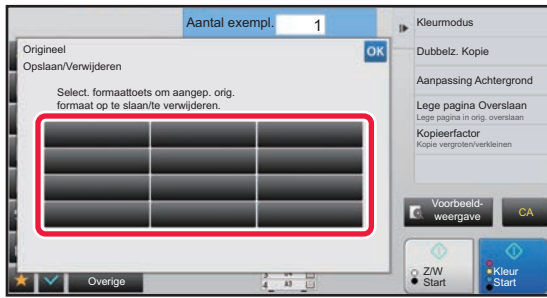 Aantal exempl. 1
Origineel
OK
Opslaan/Verwijderen
Select. formaattoets om aangep. orig.
formaat op te slaan/te verwijderen.
Kleurmodus
Dubbelz. Kopie
Aanpassing Achtergrond
Lege pagina Overslaan
Lege pagina in orig. overslaan
Kopieerfactor
Kopie vergroten/verkleinen
Voorbeeld-
weergave
CA
Z/W
Start
Kleur
Start
Overige
4 A3